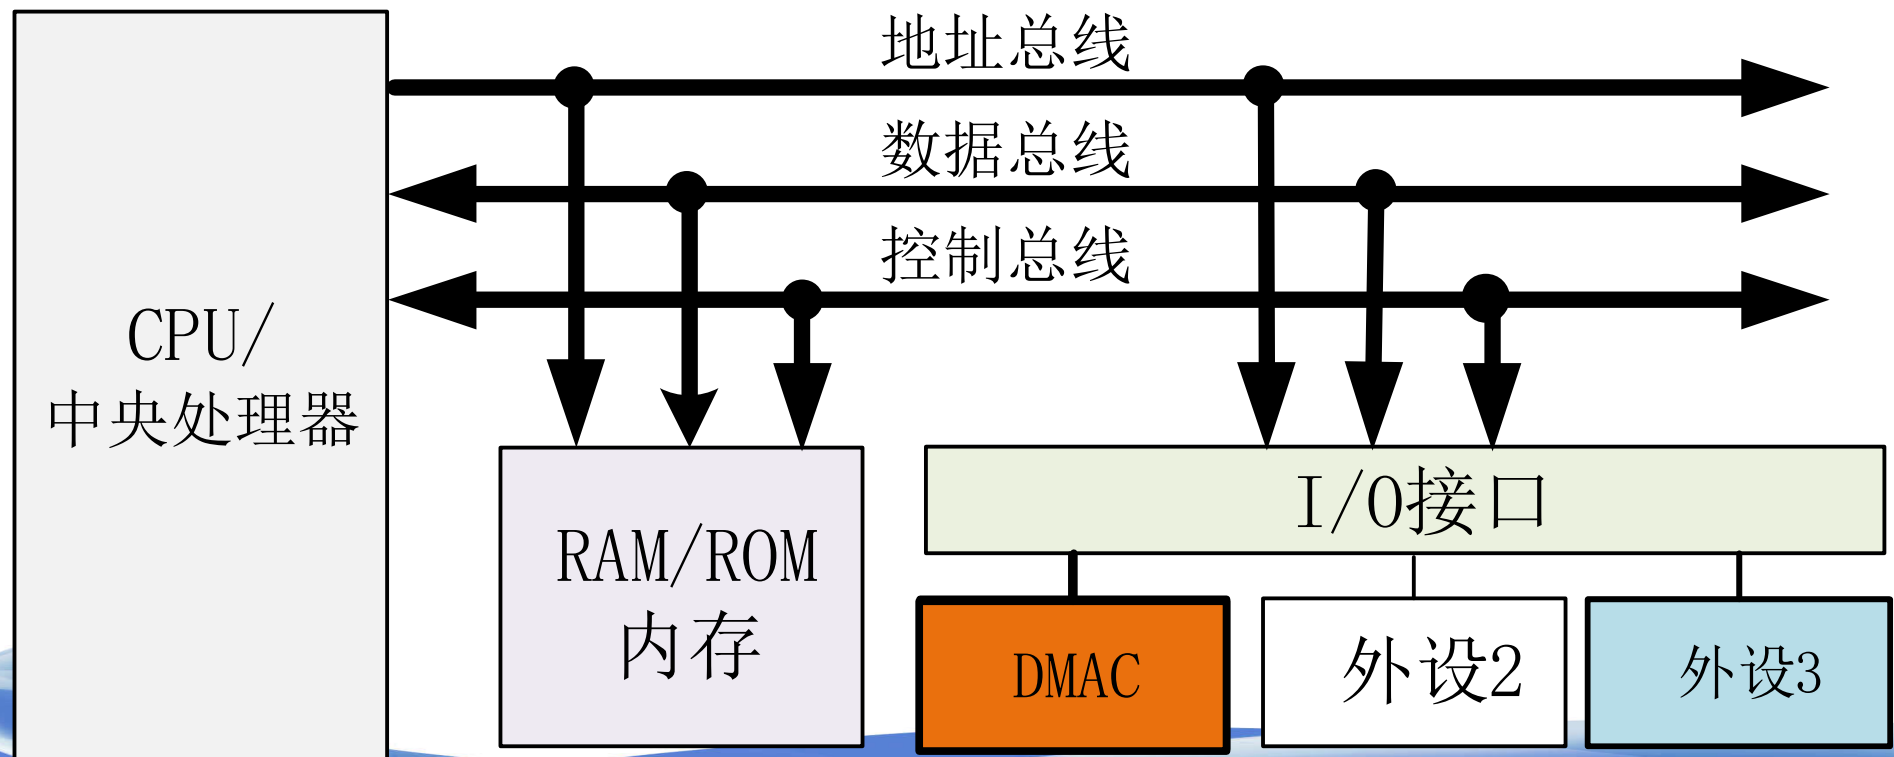 地址总线
数据总线
控制总线
CPU/
中央处理器
I/O接口
RAM/ROM
内存
DMAC
外设2
外设3